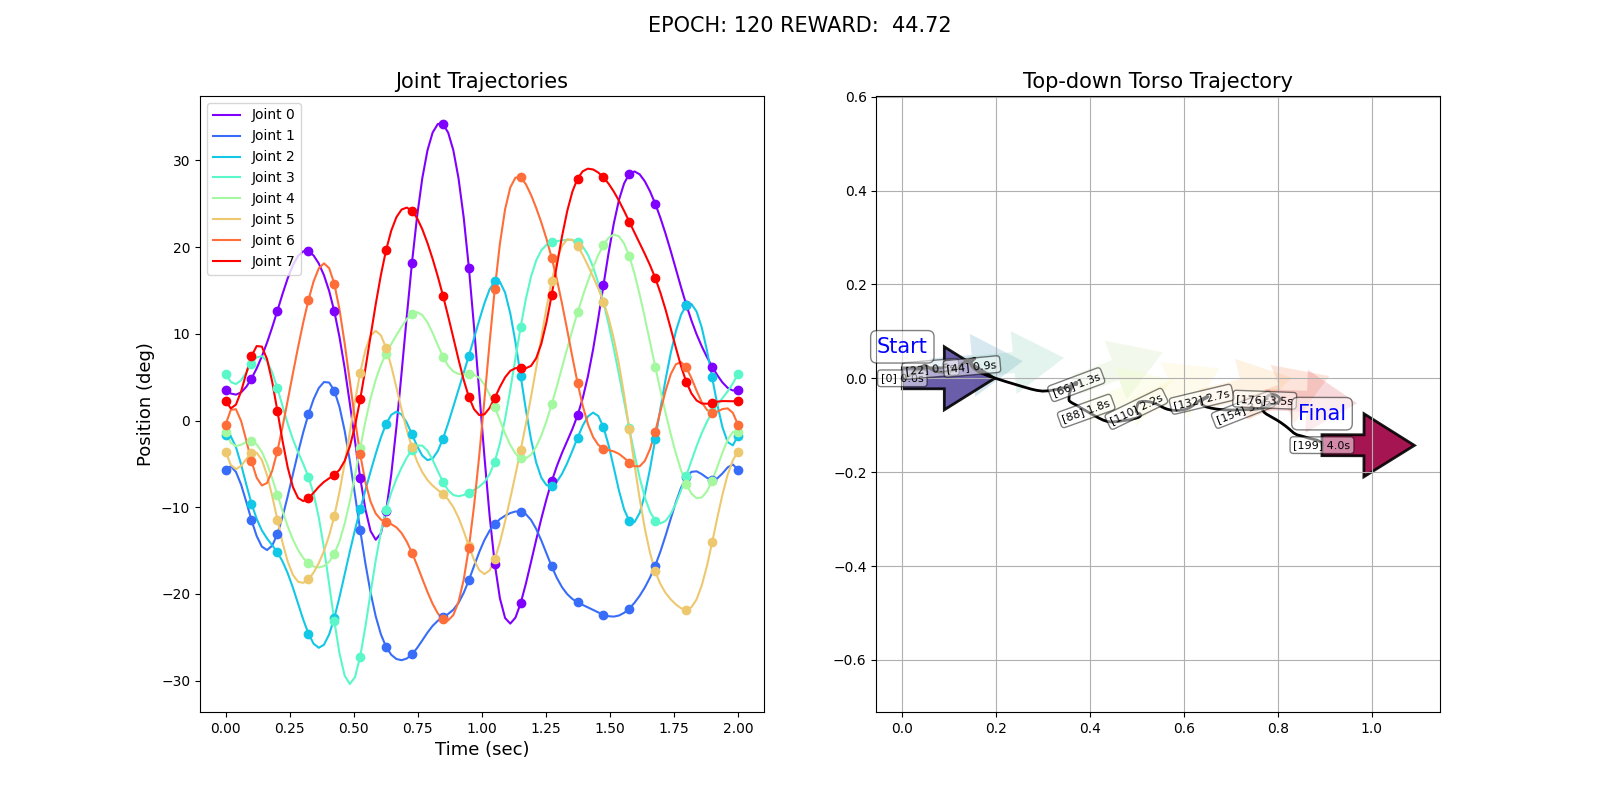 EPOCH: 120 REWARD:  44.72
Joint Trajectories
Joint 0
Joint 1
Joint 2
Joint 3
Joint 4
Joint 5
Joint 6
Joint 7
30
20
10
0
−10
−20
−30
Position (deg)
0.00 0.25 0.50 0.75 1.00 1.25 1.50 1.75 2.00
Time (sec)
Top-down Torso Trajectory
0.6
0.4
0.2
0.0
−0.2
−0.4
−0.6
0.0 0.2 0.4 0.6 0.8 1.0
Start
[0] 0.0s
[22]
[44] 0.9s
[66] 1.3s
[88] 1.8s
[110] 2.2s
[132] 2.7s
[154]
[176] 3.5s
Final
[199] 4.0s